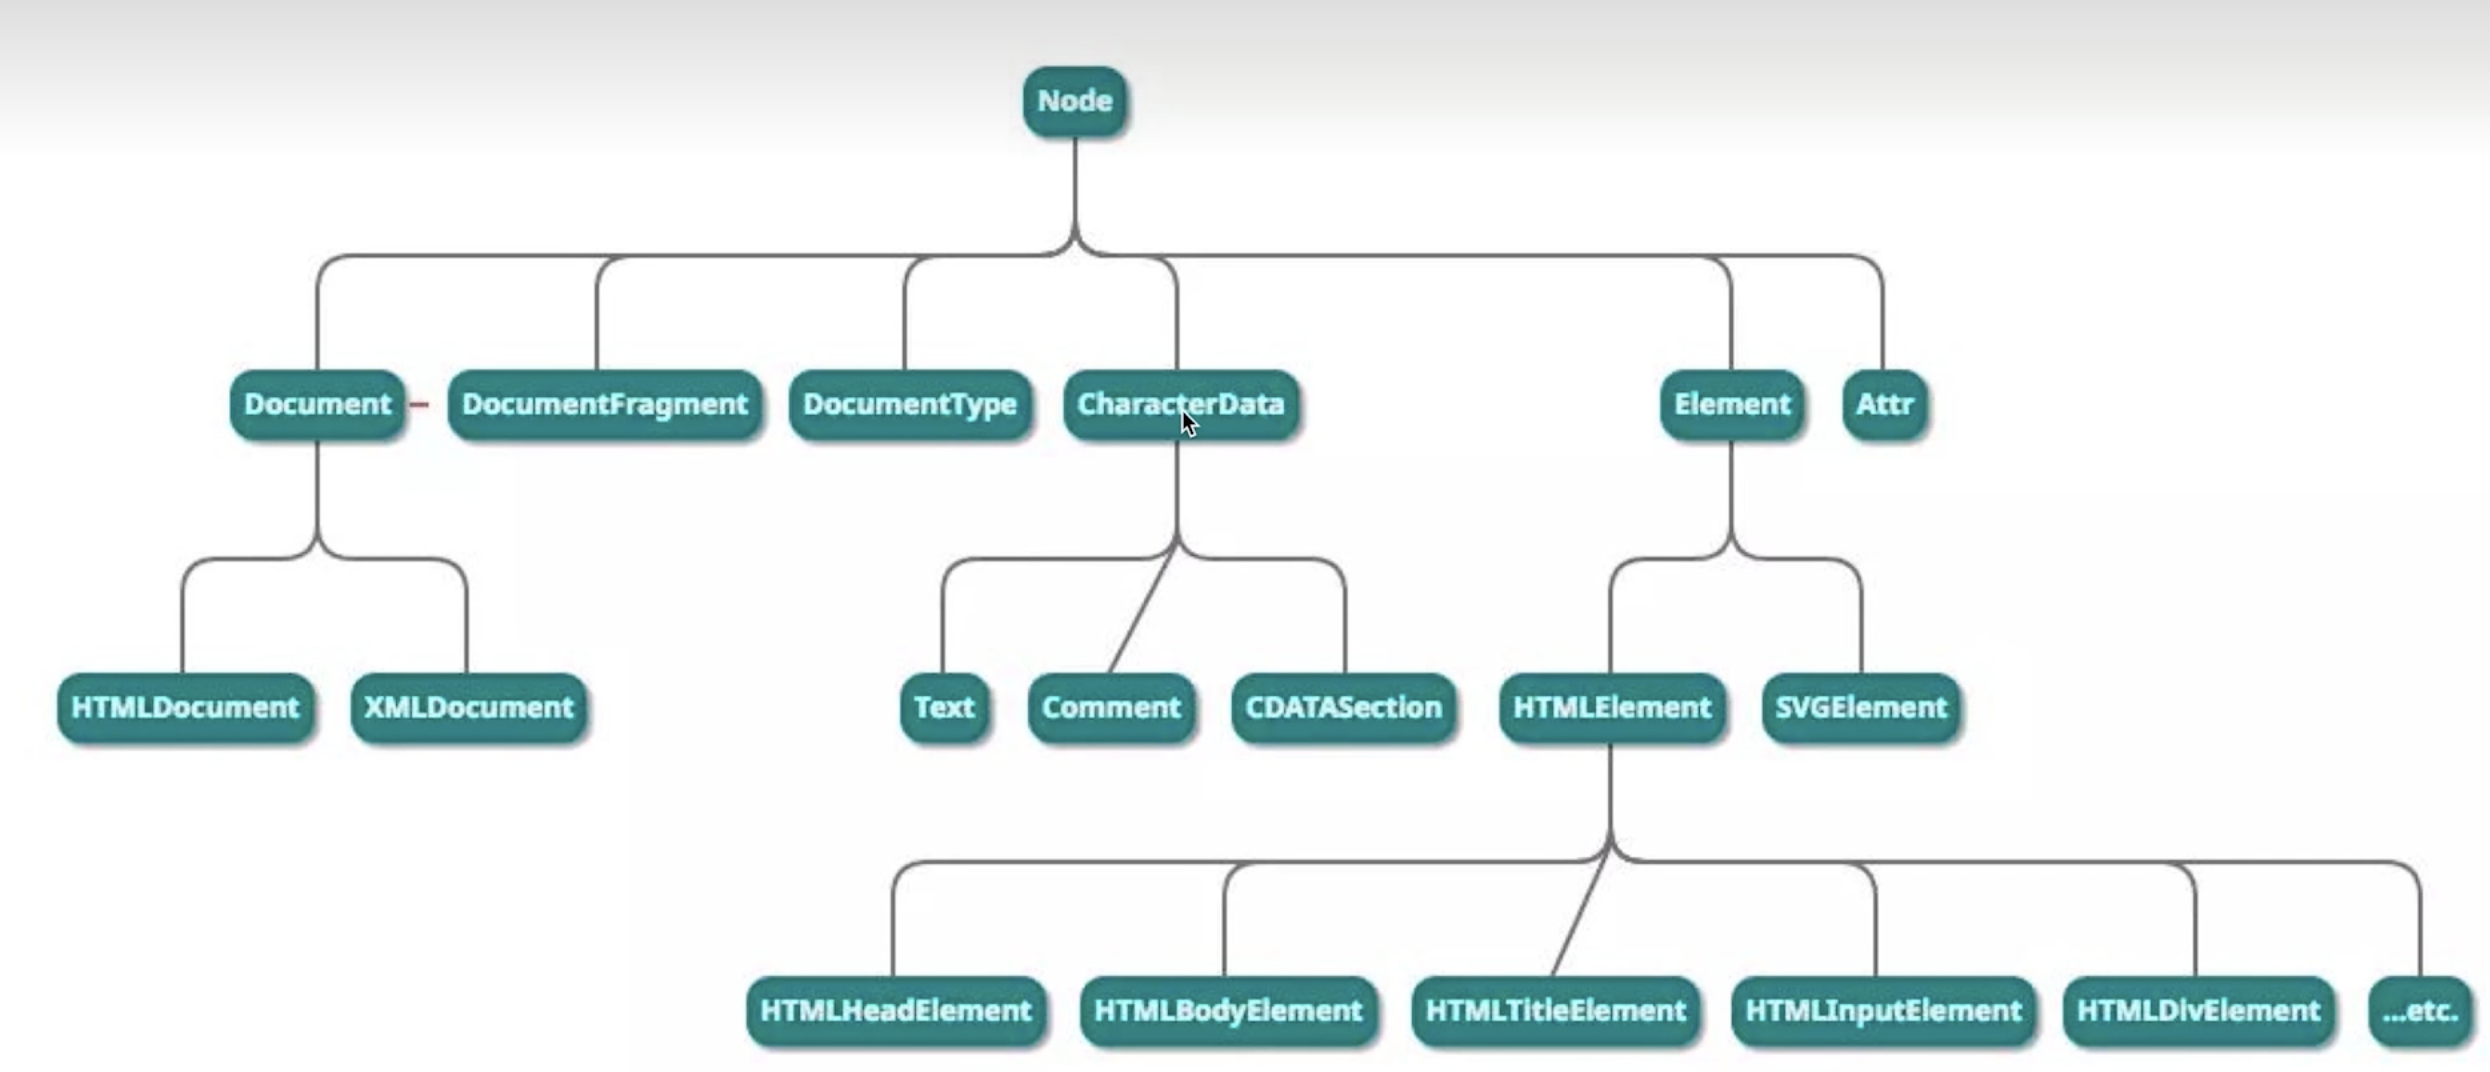 Node
Document
DocumentFragment
DocumentType
CharacterData
Element
Attr
HTMLDocument
XMLDocument
Text
Comment
CDATASection
HTMLElement
SVGElement
HTMLHeadElement
HTMLBodyElement
HTMLTitleElement
HTMLInputElement
HTMLDivElement
...etc.